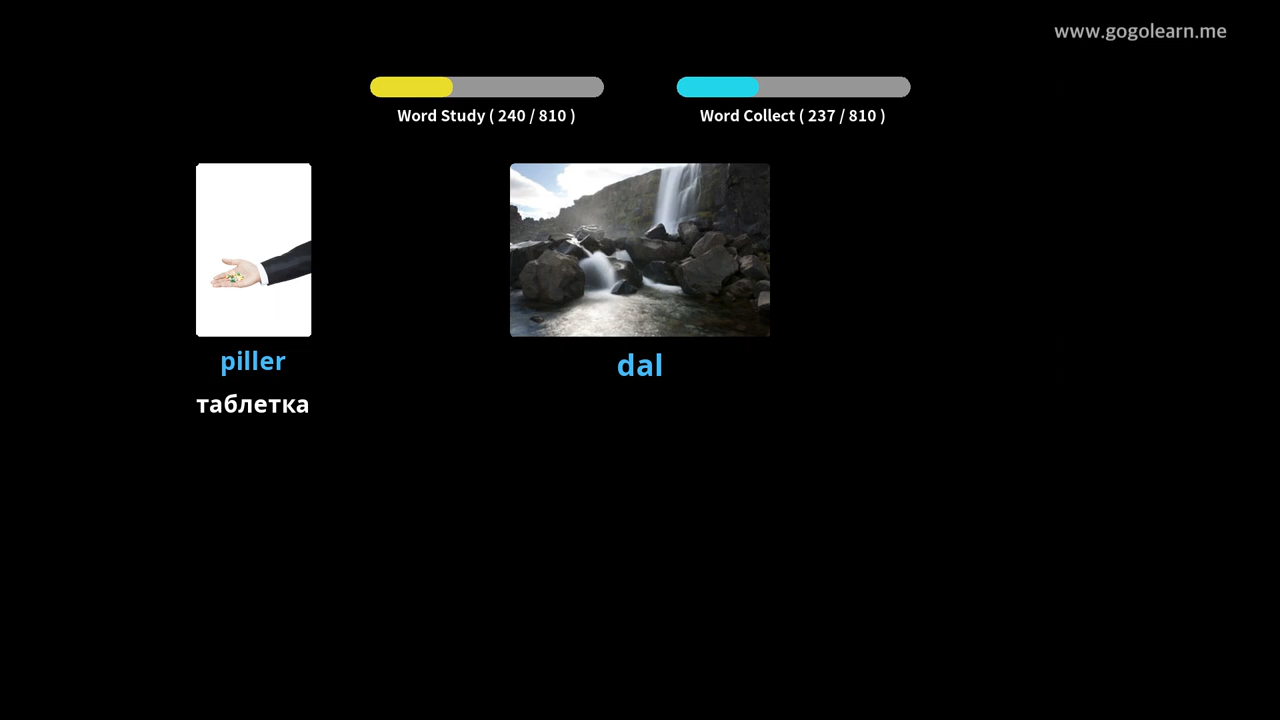 www.gogolearn.me
Word Study ( 240 / 810 )
Word Collect ( 237 / 810 )
piller
таблетка
dal